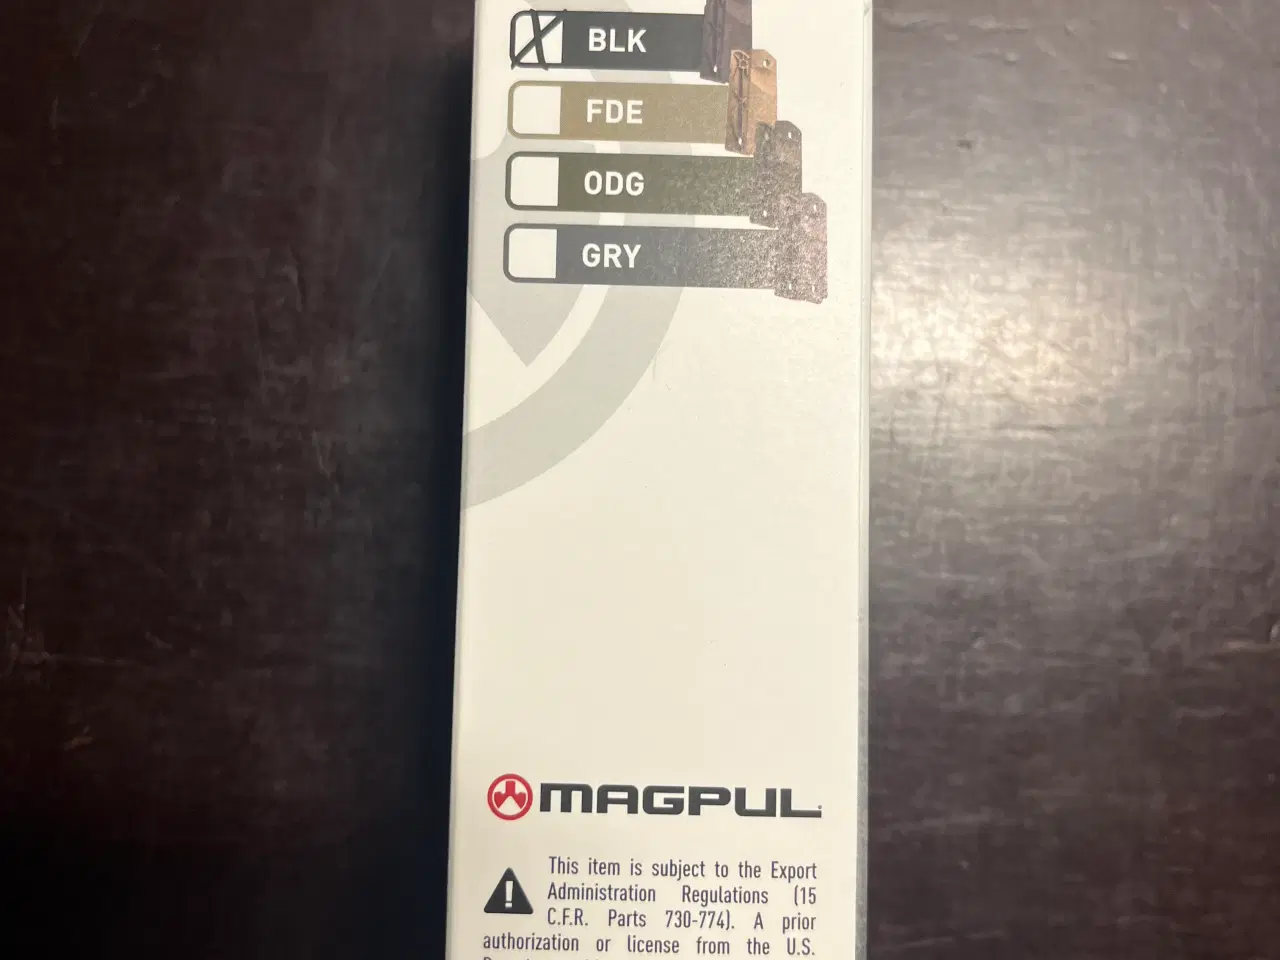 BLK
FDE
ODG
GRY
MAGPUL
This item is subject to the Export
Administration Regulations (15
C.F.R. Parts 730-774). A prior
authorization or license from the U.S.